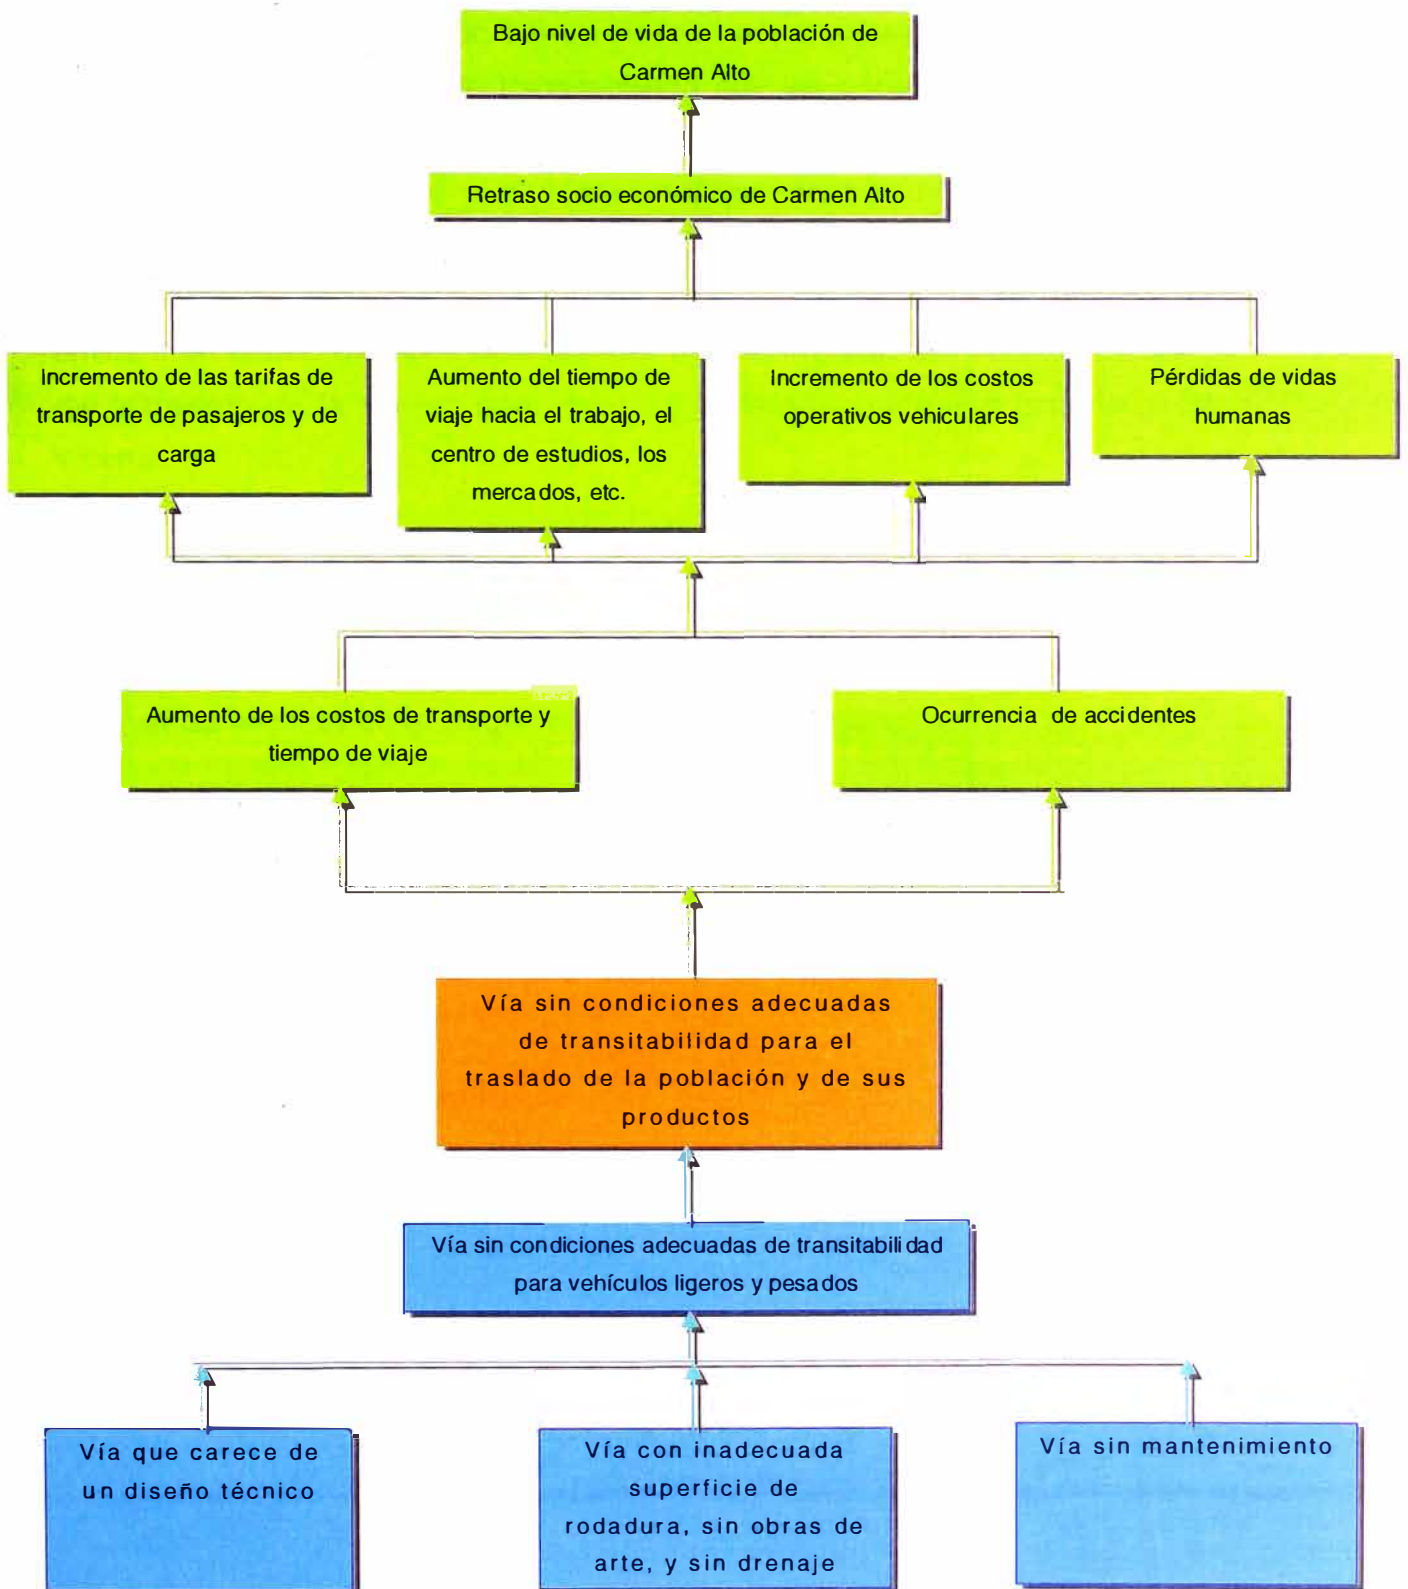 Bajo nivel de vida de la población de
Carmen Alto
Retraso socio económico de Carmen Alto
Incremento de las tarifas de
transporte de pasajeros y de
carga
Aumento del tiempo de
viaje hacia el trabajo, el
centro de estudios, los
mercados, etc.
Incremento de los costos
operativos vehiculares
Pérdidas de vidas
humanas
Aumento de los costos de transporte y
tiempo de viaje
Ocurrencia de accidentes
Vía sin condiciones adecuadas
de transitabilidad para el
traslado de la población y de sus
productos
Vía sin condiciones adecuadas de transitabilidad
para vehículos ligeros y pesados
Vía que carece de
un diseño técnico
Vía con inadecuada
superficie de
rodadura, sin obras de
arte, y sin drenaje
Vía sin mantenimiento